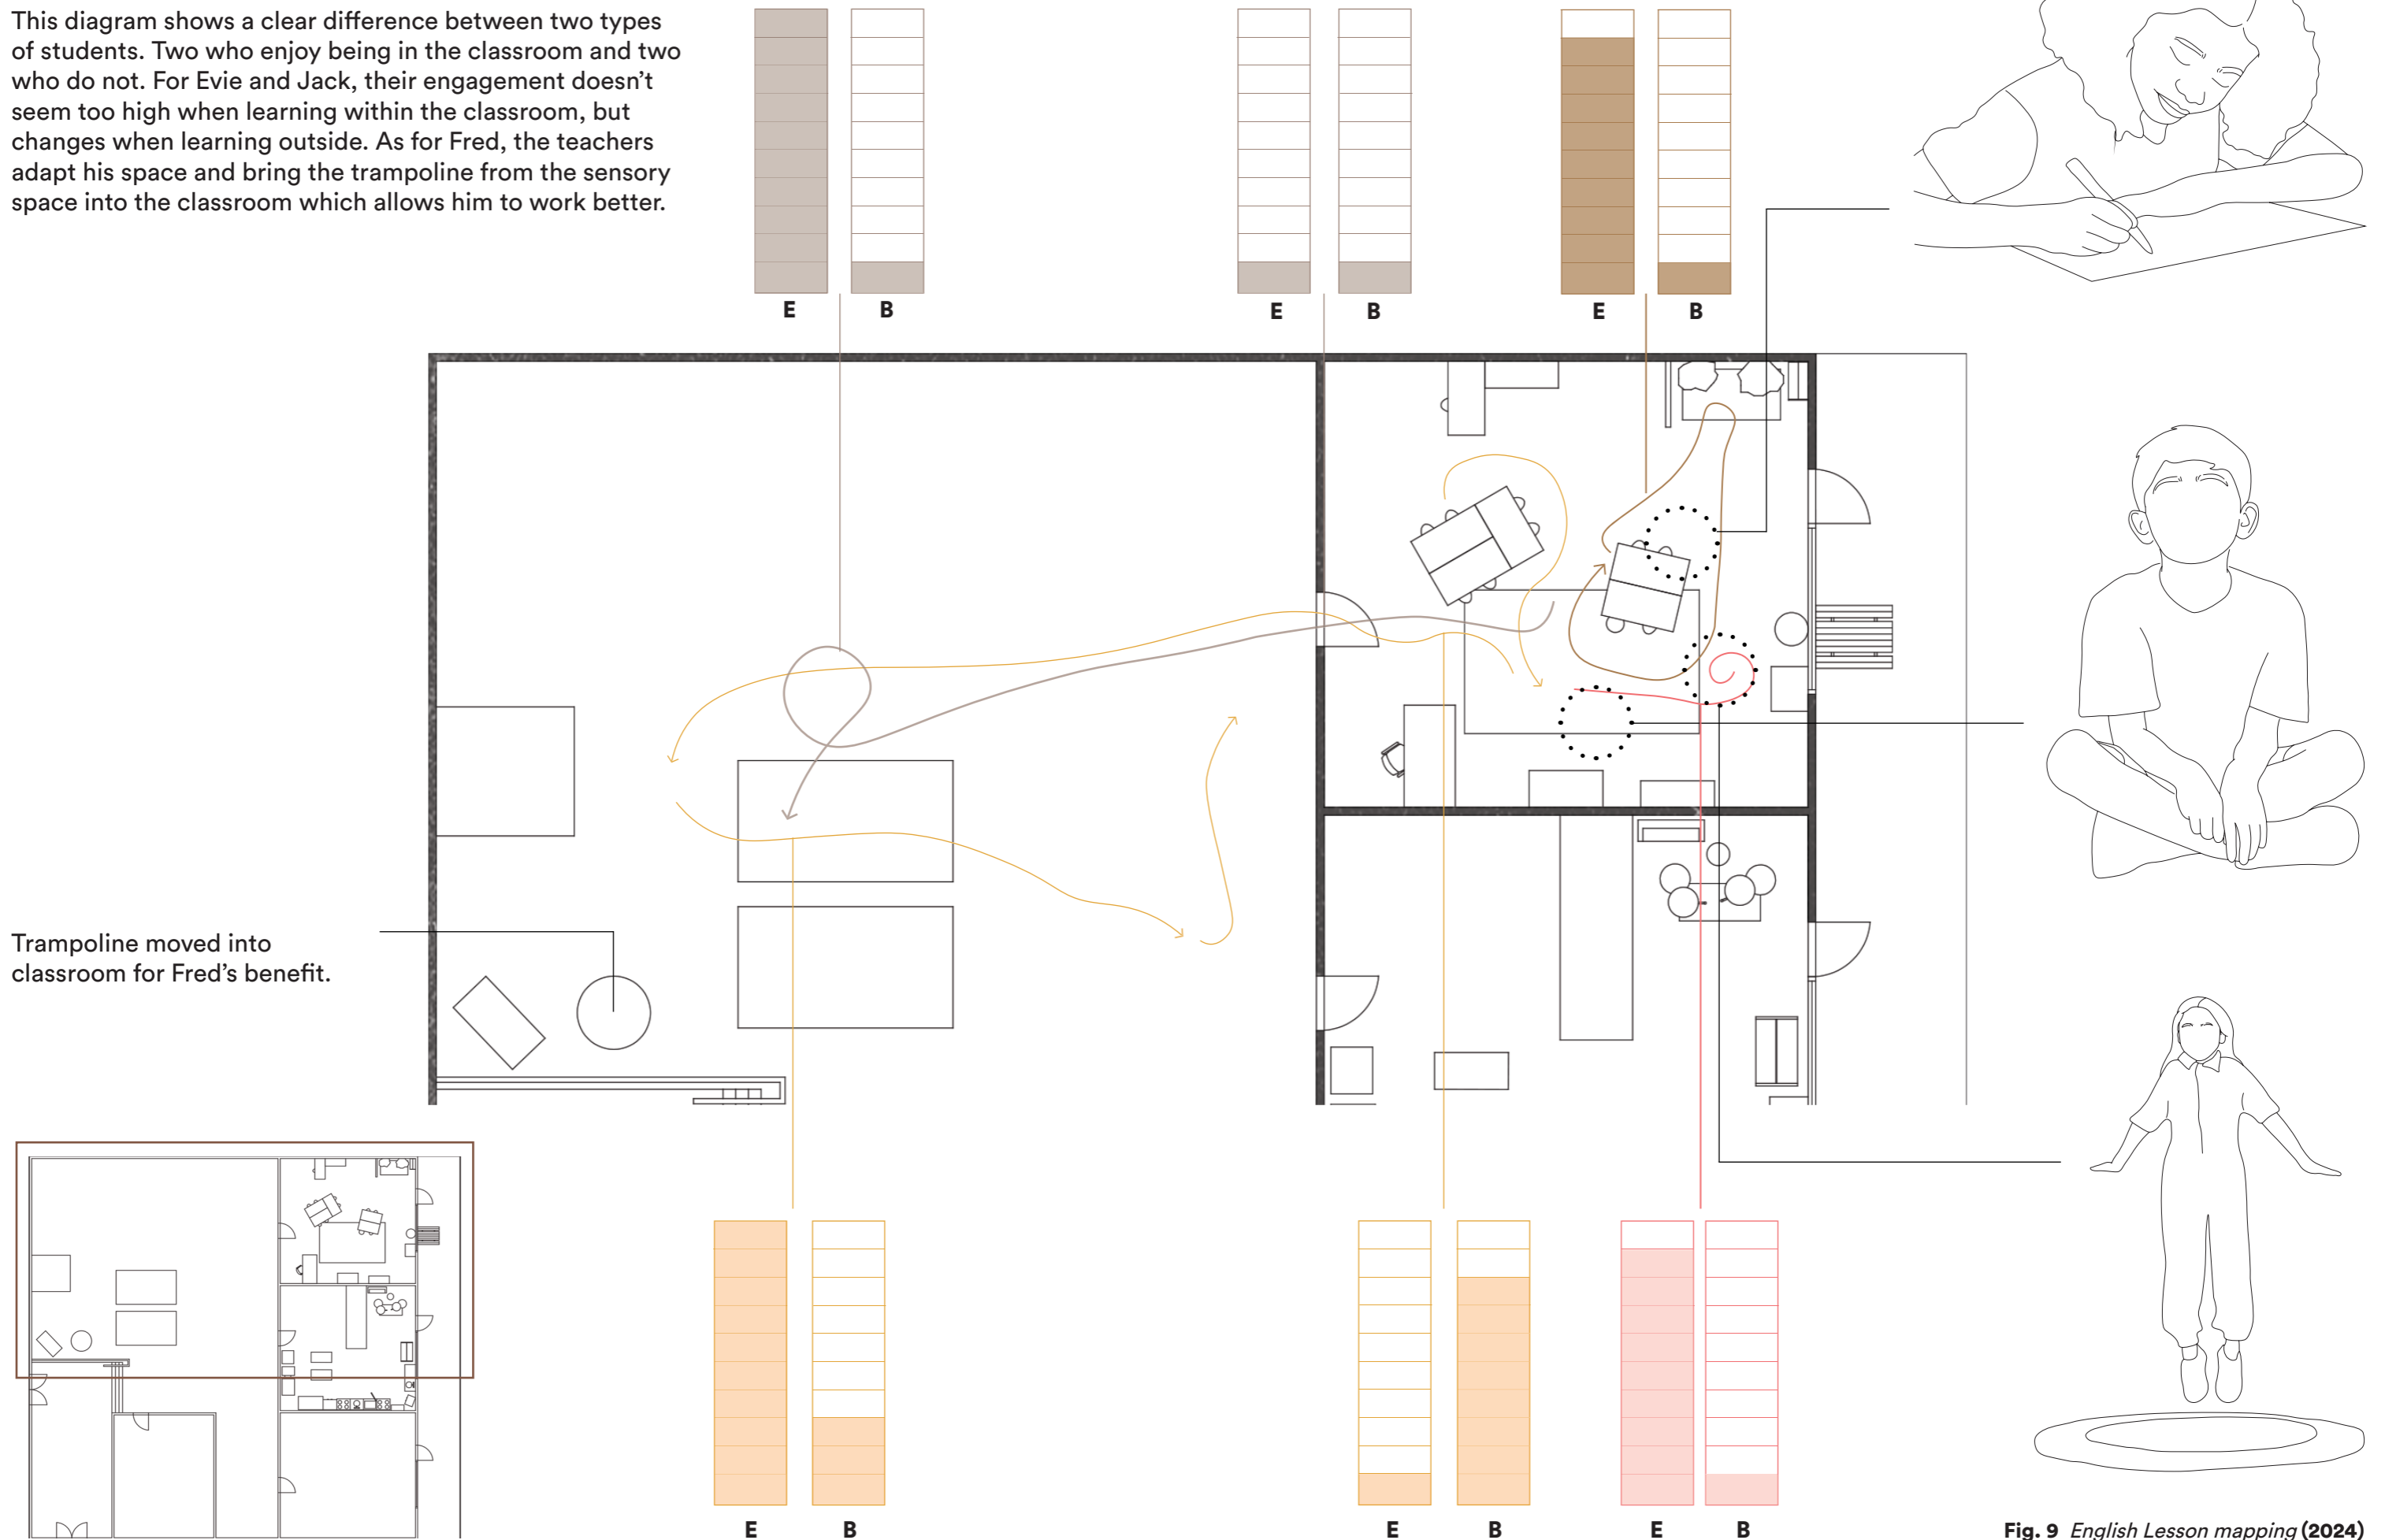 This diagram shows a clear difference between two types
of students. Two who enjoy being in the classroom and two
who do not. For Evie and Jack, their engagement doesn’t
seem too high when learning within the classroom, but
changes when learning outside. As for Fred, the teachers
adapt his space and bring the trampoline from the sensory
space into the classroom which allows him to work better.
E B
E B
E B
Trampoline moved into
classroom for Fred’s benefit.
E B
E B
E B
Fig. 9 English Lesson mapping (2024)